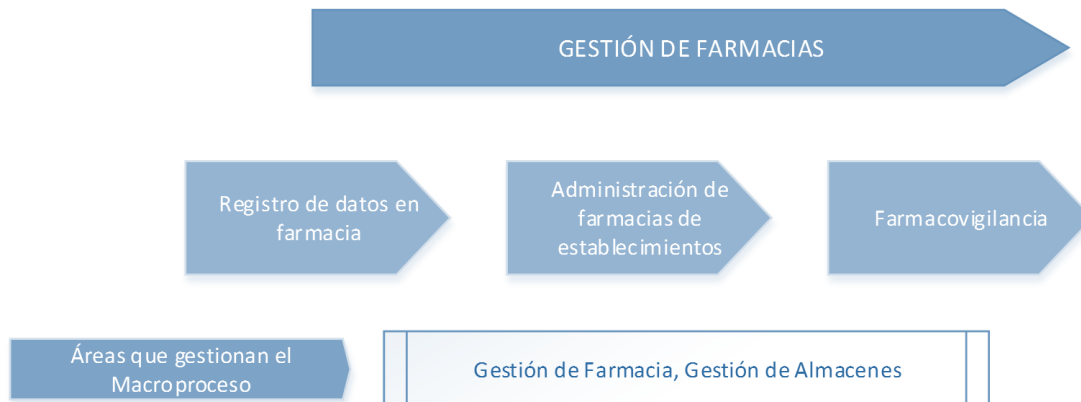 GESTIÓN DE FARMACIAS
Registro de datos en
farmacia
Administración de
farmacias de
establecimientos
Farmacovigilancia
Áreas que gestionan el
Macroproceso
Gestión de Farmacia, Gestión de Almacenes